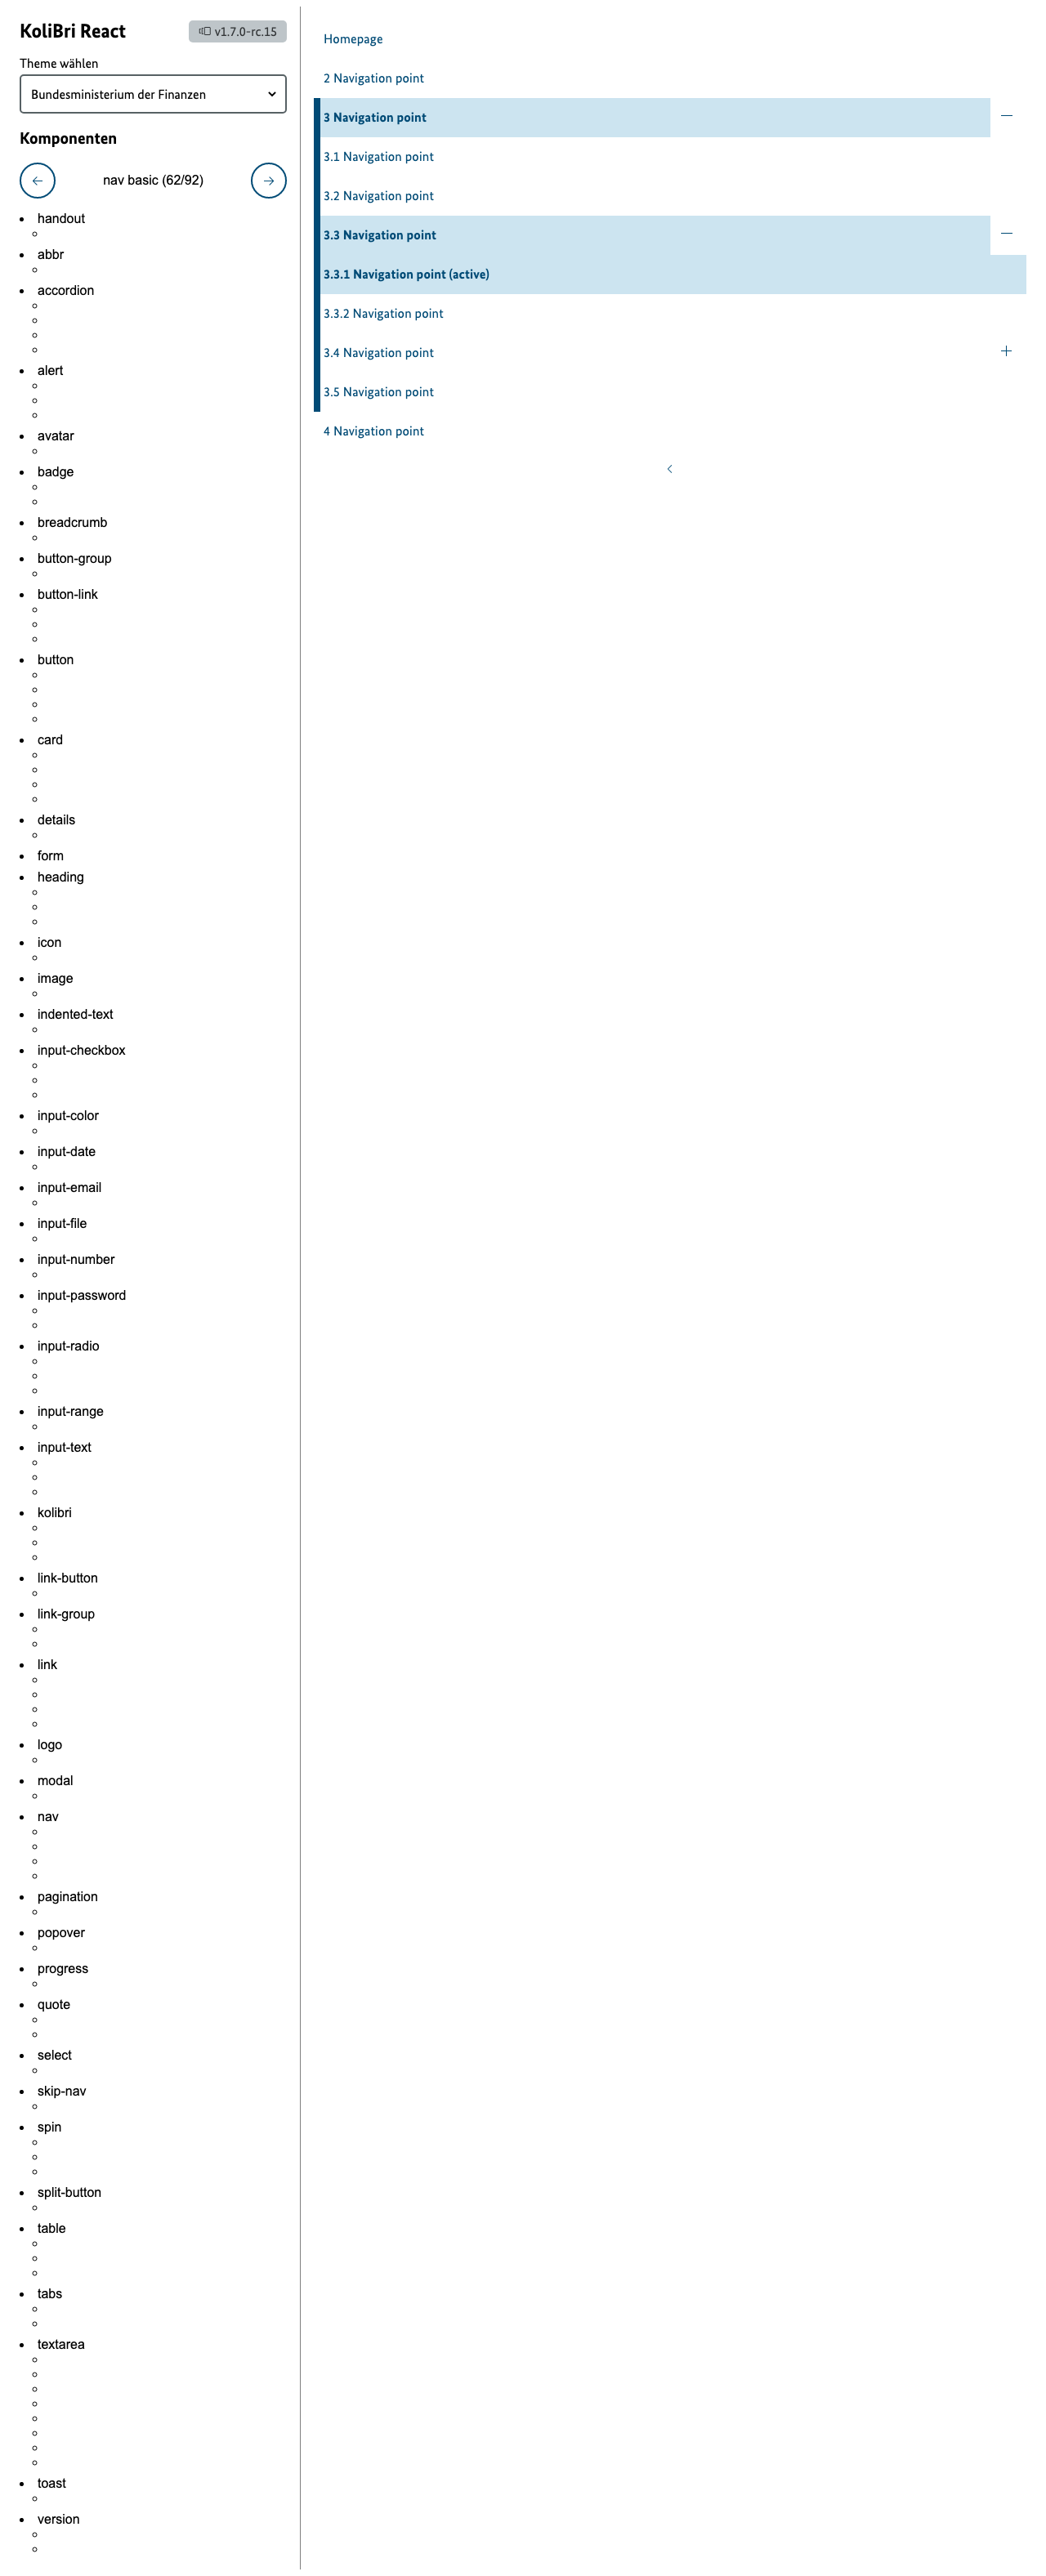 KoliBri React
v1.7.0-rc.15
Theme wählen
Bundesministerium der Finanzen
Komponenten
nav basic (62/92)
handout
abbr
accordion
alert
avatar
badge
breadcrumb
button-group
button-link
button
card
details
form
heading
icon
image
indented-text
input-checkbox
input-color
input-date
input-email
input-file
input-number
input-password
input-radio
input-range
input-text
kolibri
link-button
link-group
link
logo
modal
nav
pagination
popover
progress
quote
select
skip-nav
spin
split-button
table
tabs
textarea
toast
version
Homepage
2 Navigation point
3 Navigation point
3.1 Navigation point
3.2 Navigation point
3.3 Navigation point
3.3.1 Navigation point (active)
3.3.2 Navigation point
3.4 Navigation point
3.5 Navigation point
4 Navigation point